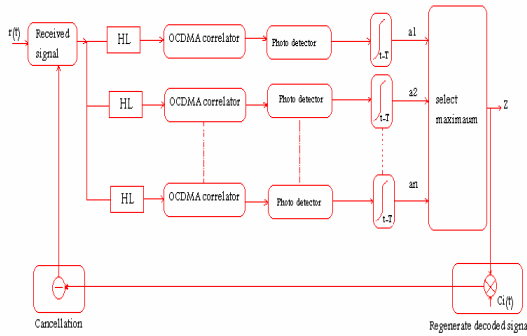 r(t)
Received
signal
HL
OCDMA correlator
Photo detector
t-T
a1
HL
OCDMA correlator
Photo detector
t-T
a2
select
maximaum
Z
HL
OCDMA correlator
Photo detector
t-T
an
Ci(t)
Cancellation
Regenerate decoded signa